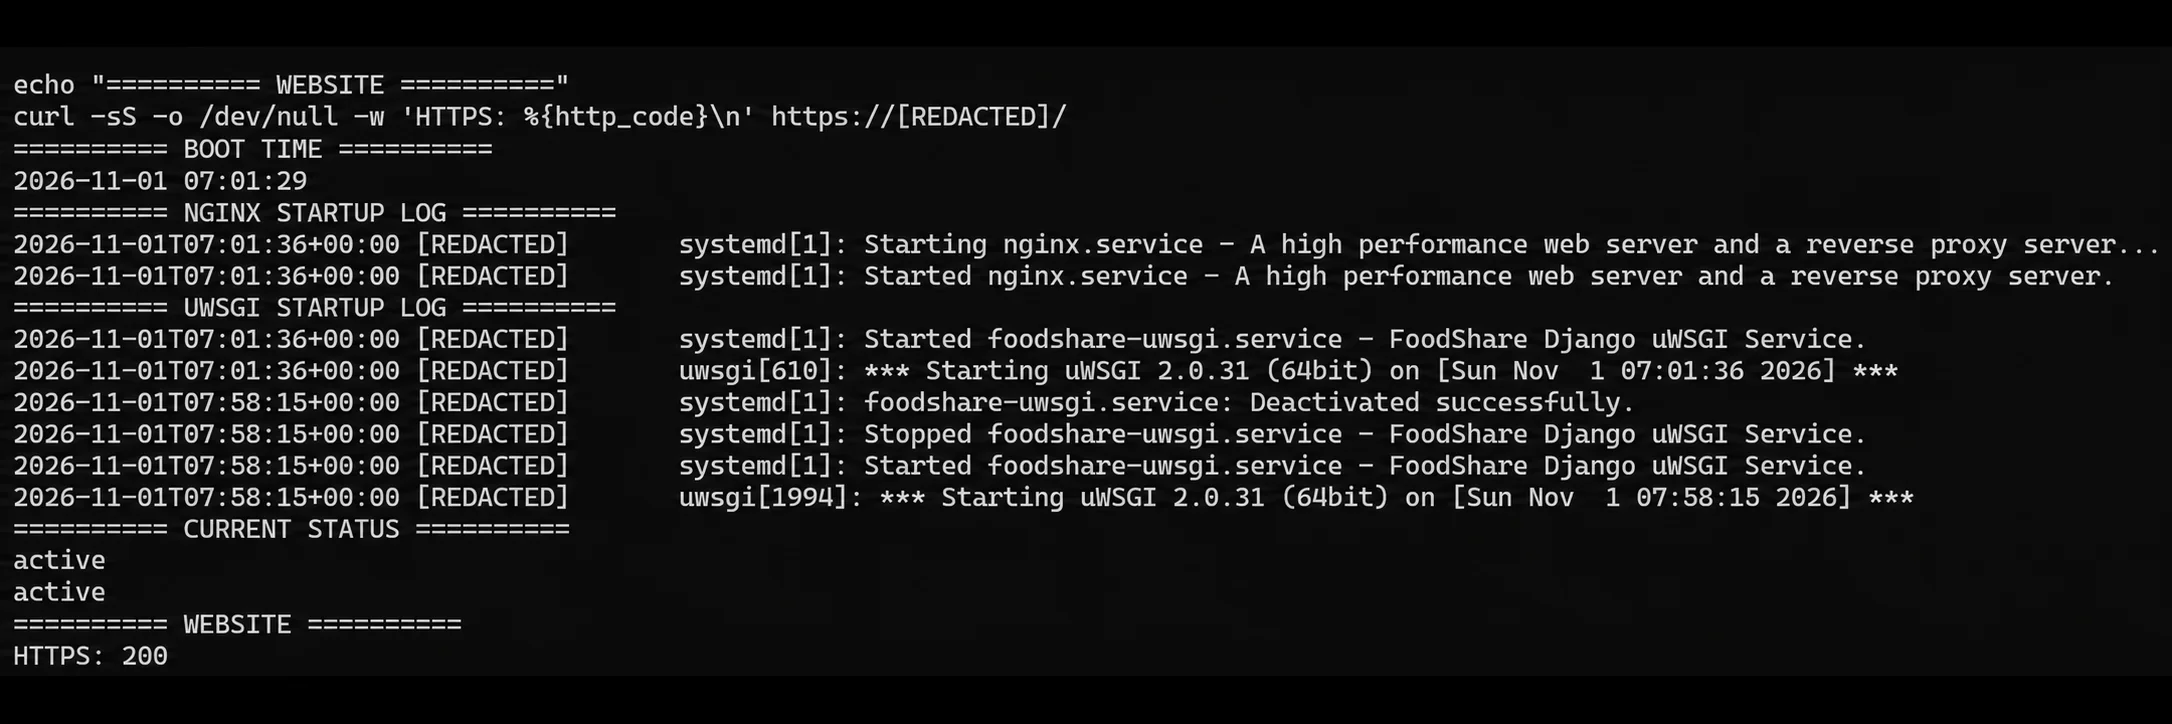 echo "========== WEBSITE =========="
curl -sS -o /dev/null -w 'HTTPS: %{http_code}\n' https://[REDACTED]/
========== BOOT TIME ==========
2026-11-01 07:01:29
========== NGINX STARTUP LOG ==========
2026-11-01T07:01:36+00:00 [REDACTED] systemd[1]: Starting nginx.service - A high performance web server and a reverse proxy server...
2026-11-01T07:01:36+00:00 [REDACTED] systemd[1]: Started nginx.service - A high performance web server and a reverse proxy server.
========== UWSGI STARTUP LOG ==========
2026-11-01T07:01:36+00:00 [REDACTED] systemd[1]: Started foodshare-uwsgi.service - FoodShare Django uWSGI Service.
2026-11-01T07:01:36+00:00 [REDACTED] uwsgi[610]: *** Starting uWSGI 2.0.31 (64bit) on [Sun Nov  1 07:01:36 2026] ***
2026-11-01T07:58:15+00:00 [REDACTED] systemd[1]: foodshare-uwsgi.service: Deactivated successfully.
2026-11-01T07:58:15+00:00 [REDACTED] systemd[1]: Stopped foodshare-uwsgi.service - FoodShare Django uWSGI Service.
2026-11-01T07:58:15+00:00 [REDACTED] systemd[1]: Started foodshare-uwsgi.service - FoodShare Django uWSGI Service.
2026-11-01T07:58:15+00:00 [REDACTED] uwsgi[1994]: *** Starting uWSGI 2.0.31 (64bit) on [Sun Nov  1 07:58:15 2026] ***
========== CURRENT STATUS ==========
active
active
========== WEBSITE ==========
HTTPS: 200